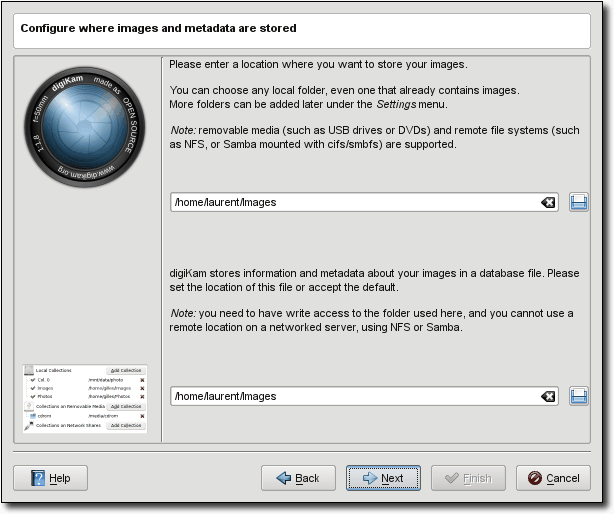 Configure where images and metadata are stored
Please enter a location where you want to store your images.
You can choose any local folder, even one that already contains images.
More folders can be added later under the Settings menu.
Note: removable media (such as USB drives or DVDs) and remote file systems (such
as NFS, or Samba mounted with cifs/smbfs) are supported.
digiKam made as OPEN SOURCE
www.digikam.org
1:1,8 f=50mm
/home/laurent/Images
digiKam stores information and metadata about your images in a database file. Please
set the location of this file or accept the default.
Note: you need to have write access to the folder used here, and you cannot use a
remote location on a networked server, using NFS or Samba.
Local Collections Add Collection
Col. 0 /mnt/data/photo
Images /home/gilles/Images
Photos /home/gilles/Photos
Collections on Removable Media Add Collection
cdrom /media/cdrom
Collections on Network Shares Add Collection
/home/laurent/Images
Help
Back
Next
Finish
Cancel